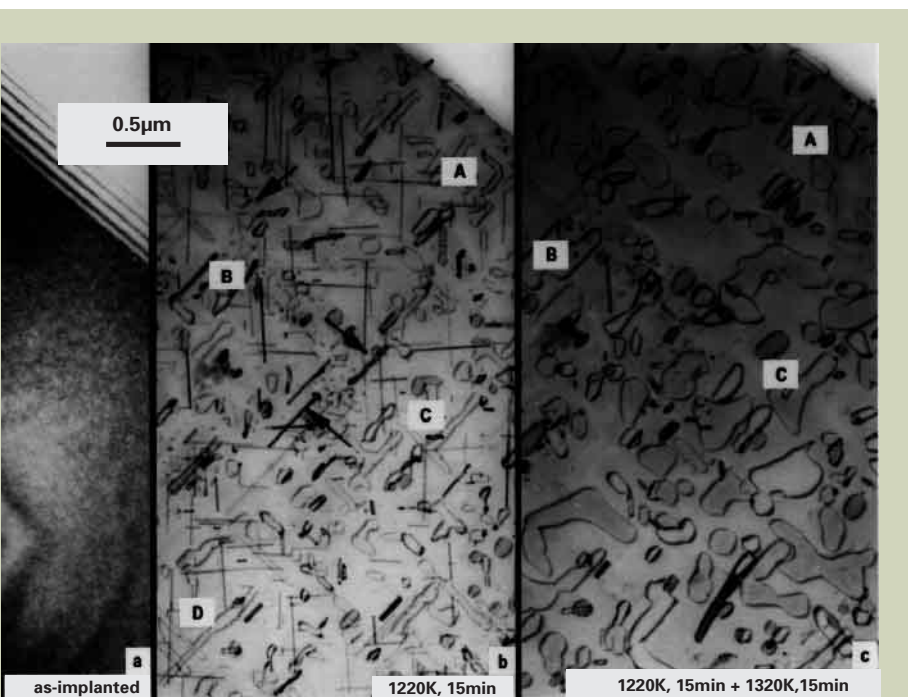 0.5µm
A
B
C
D
A
B
C
a
b
c
as-implanted
1220K, 15min
1220K, 15min + 1320K,15min